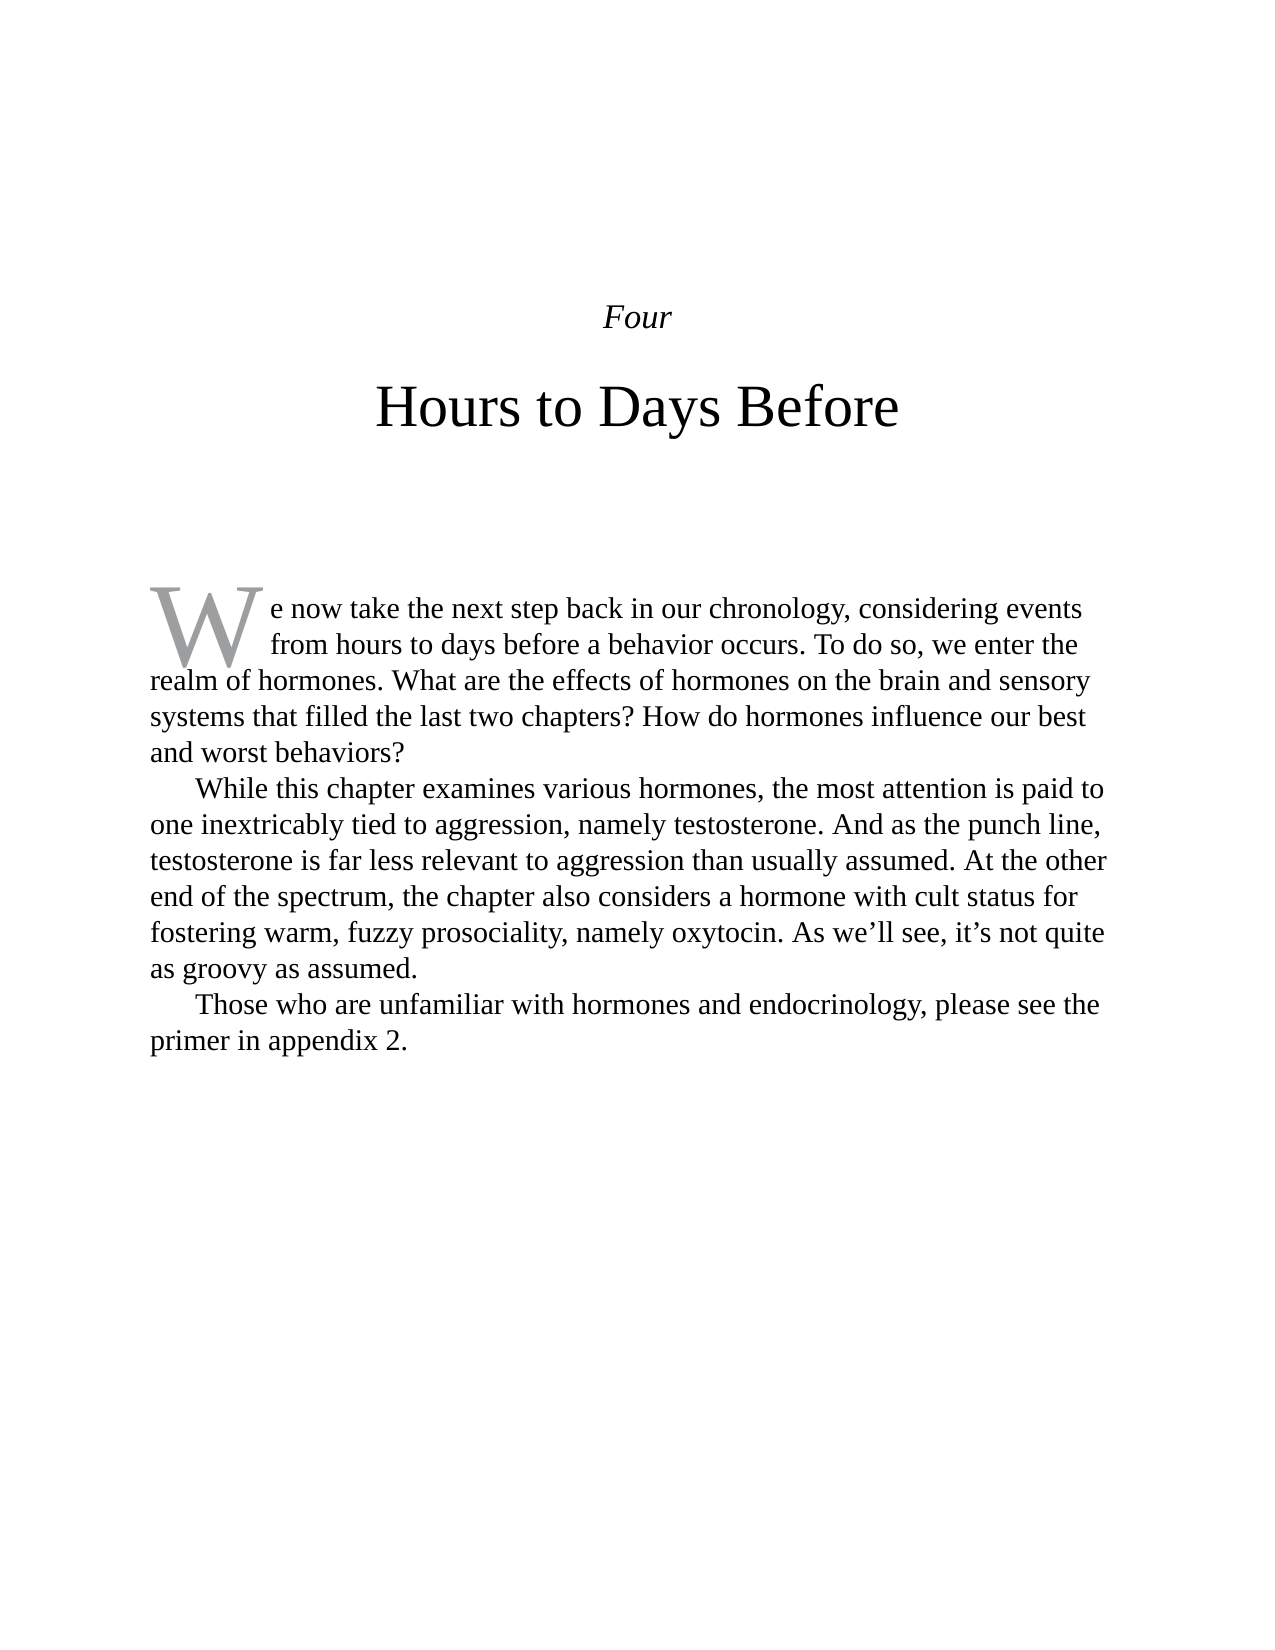 Four
Hours to Days Before
We now take the next step back in our chronology, considering events
from hours to days before a behavior occurs. To do so, we enter the
realm of hormones. What are the effects of hormones on the brain and sensory
systems that filled the last two chapters? How do hormones influence our best
and worst behaviors?
While this chapter examines various hormones, the most attention is paid to
one inextricably tied to aggression, namely testosterone. And as the punch line,
testosterone is far less relevant to aggression than usually assumed. At the other
end of the spectrum, the chapter also considers a hormone with cult status for
fostering warm, fuzzy prosociality, namely oxytocin. As we’ll see, it’s not quite
as groovy as assumed.
Those who are unfamiliar with hormones and endocrinology, please see the
primer in appendix 2.